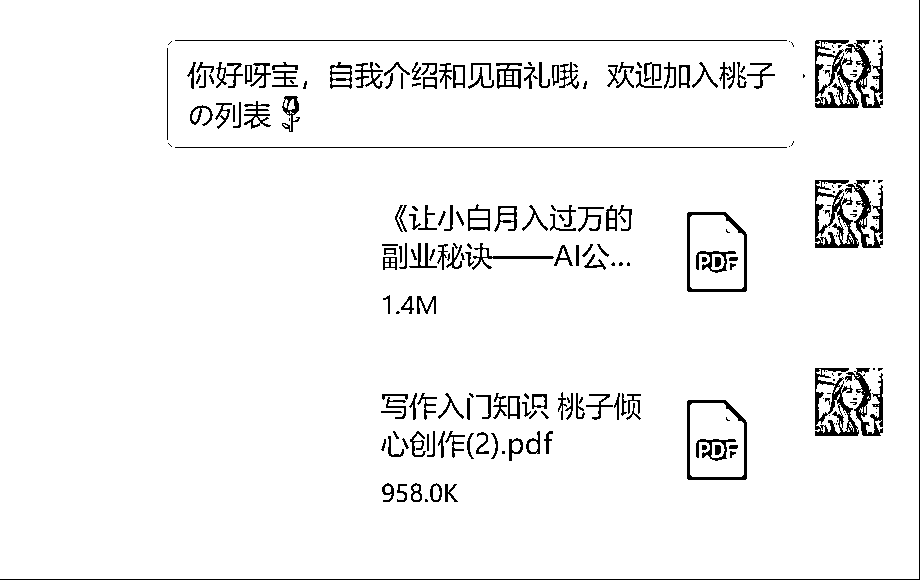 你好呀宝，自我介绍和见面礼哦，欢迎加入桃子
の列表🌹
《让小白月入过万的
副业秘诀——AI公...
PDF
1.4M
写作入门知识 桃子倾
心创作(2).pdf
PDF
958.0K